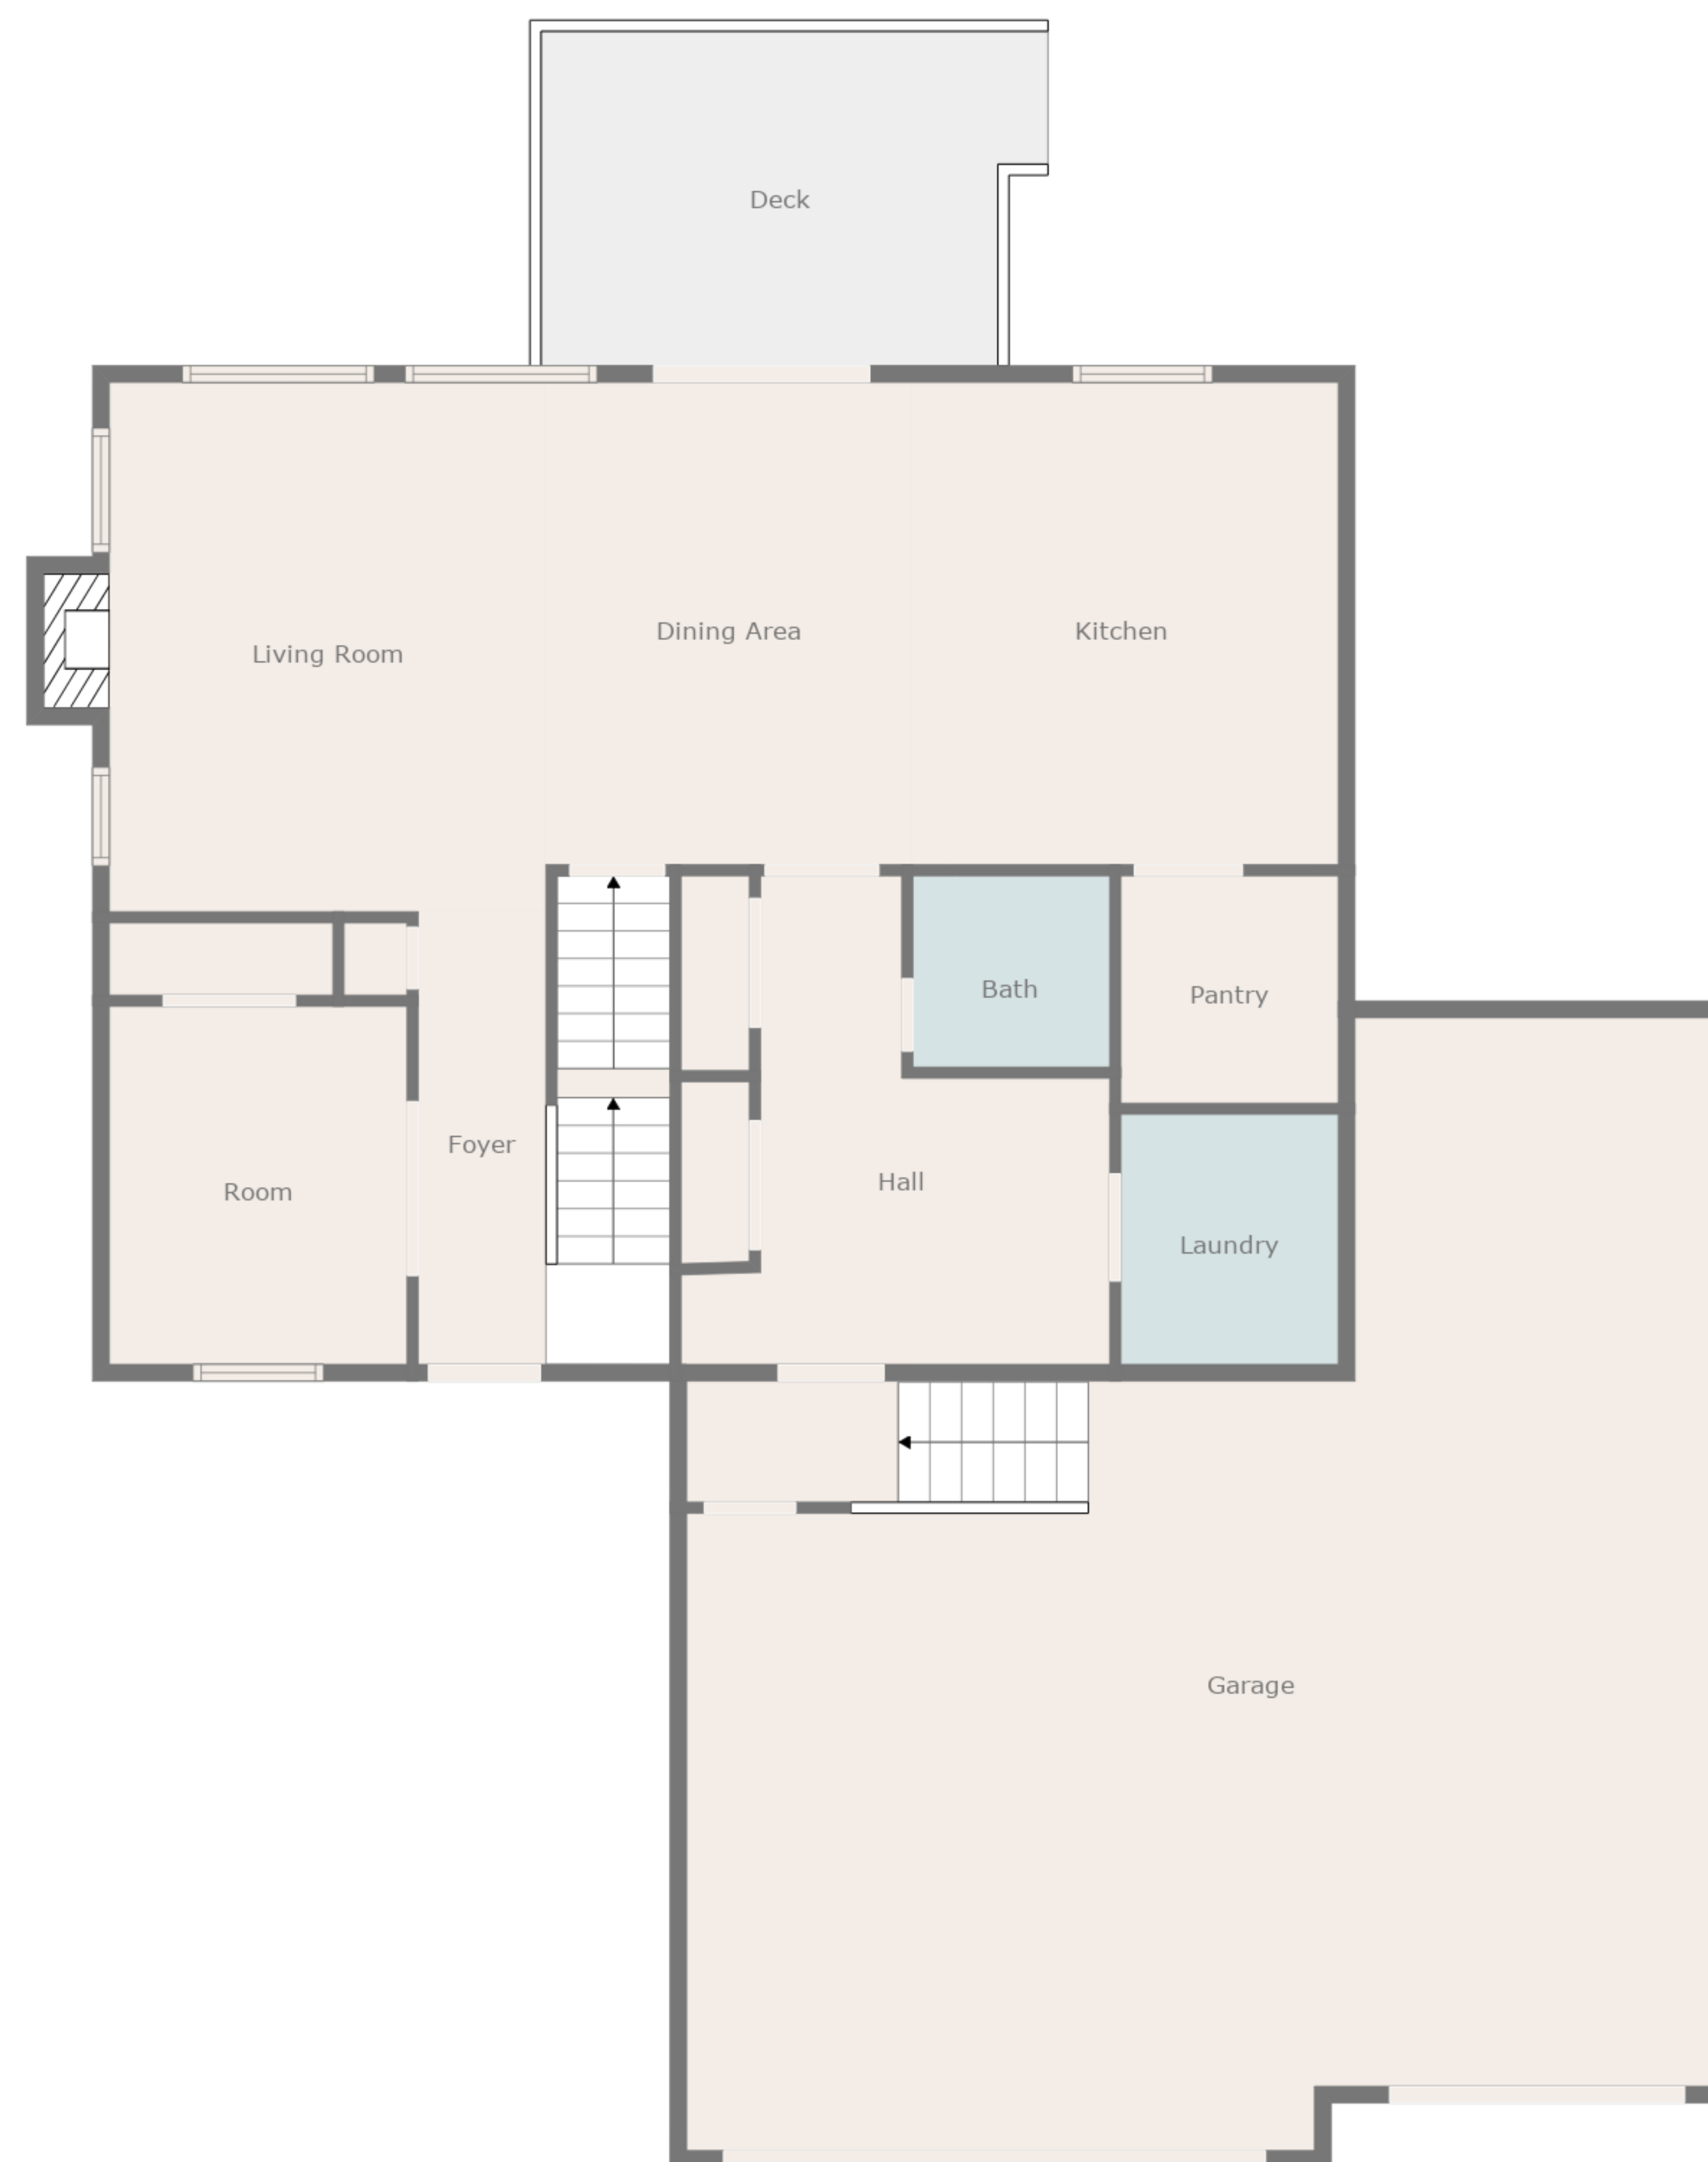 Deck
Living Room
Dining Area
Kitchen
Bath
Pantry
Foyer
Room
Hall
Laundry
Garage